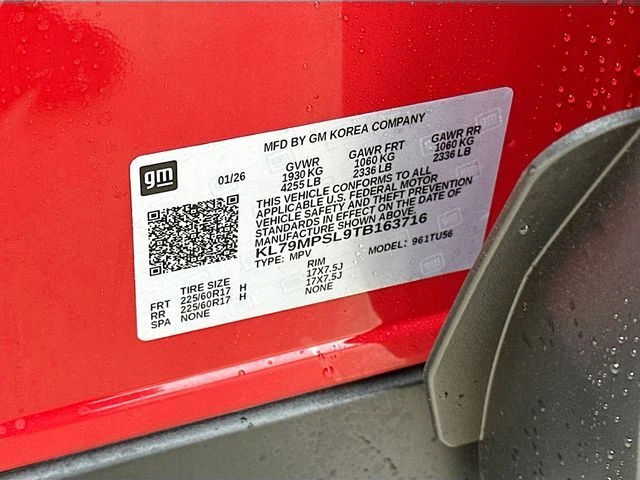 MFD BY GM KOREA COMPANY
gm
01/26
GVWR GAWR FRT GAWR RR
1930 KG 1060 KG 1060 KG
4255 LB 2336 LB 2336 LB
THIS VEHICLE CONFORMS TO ALL
APPLICABLE U.S. FEDERAL MOTOR
VEHICLE SAFETY AND THEFT PREVENTION
STANDARDS IN EFFECT ON THE DATE OF
MANUFACTURE SHOWN ABOVE.
KL79MPSL9TB163716
TYPE: MPV MODEL: 961TU56
TIRE SIZE RIM
FRT 225/60R17 H 17X7.5J
RR 225/60R17 H 17X7.5J
SPA NONE NONE